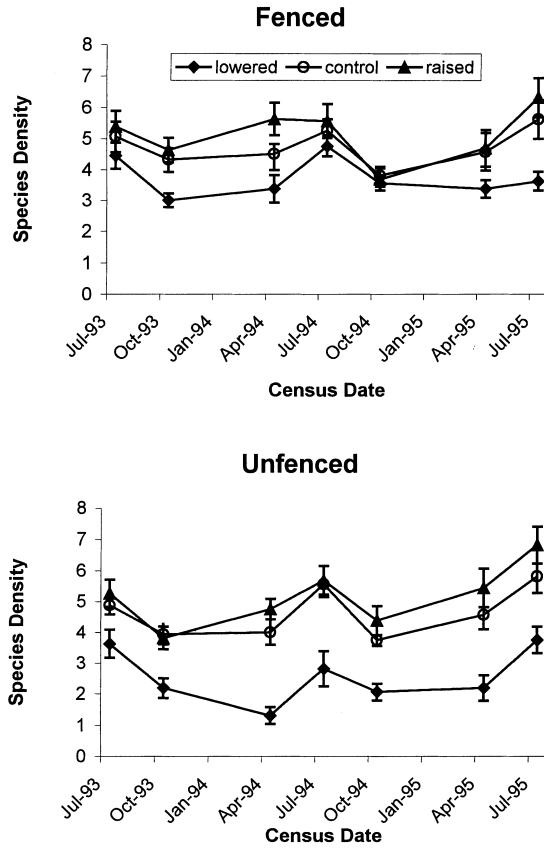 Fenced
lowered control raised
8
7
6
5
4
3
2
1
0
Species Density
Jul-93 Oct-93 Jan-94 Apr-94 Jul-94 Oct-94 Jan-95 Apr-95 Jul-95
Census Date
Unfenced
8
7
6
5
4
3
2
1
0
Species Density
Jul-93 Oct-93 Jan-94 Apr-94 Jul-94 Oct-94 Jan-95 Apr-95 Jul-95
Census Date